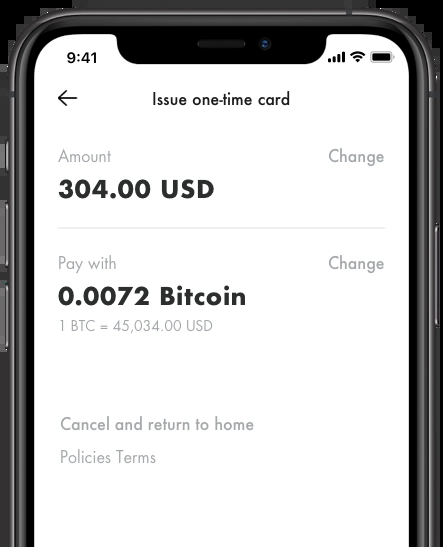 9:41
Issue one-time card
Amount Change
304.00 USD
Pay with Change
0.0072 Bitcoin
1 BTC = 45,034.00 USD
Cancel and return to home
Policies Terms